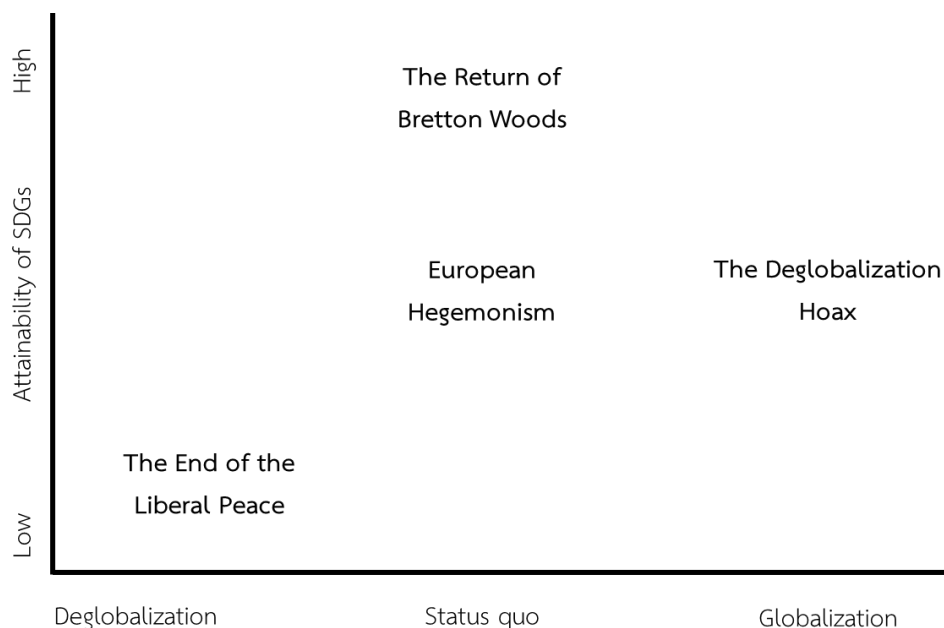 High
The Return of
Bretton Woods
Attainability of SDGs
European
Hegemonism
The Deglobalization
Hoax
The End of the
Liberal Peace
Low
Deglobalization
Status quo
Globalization